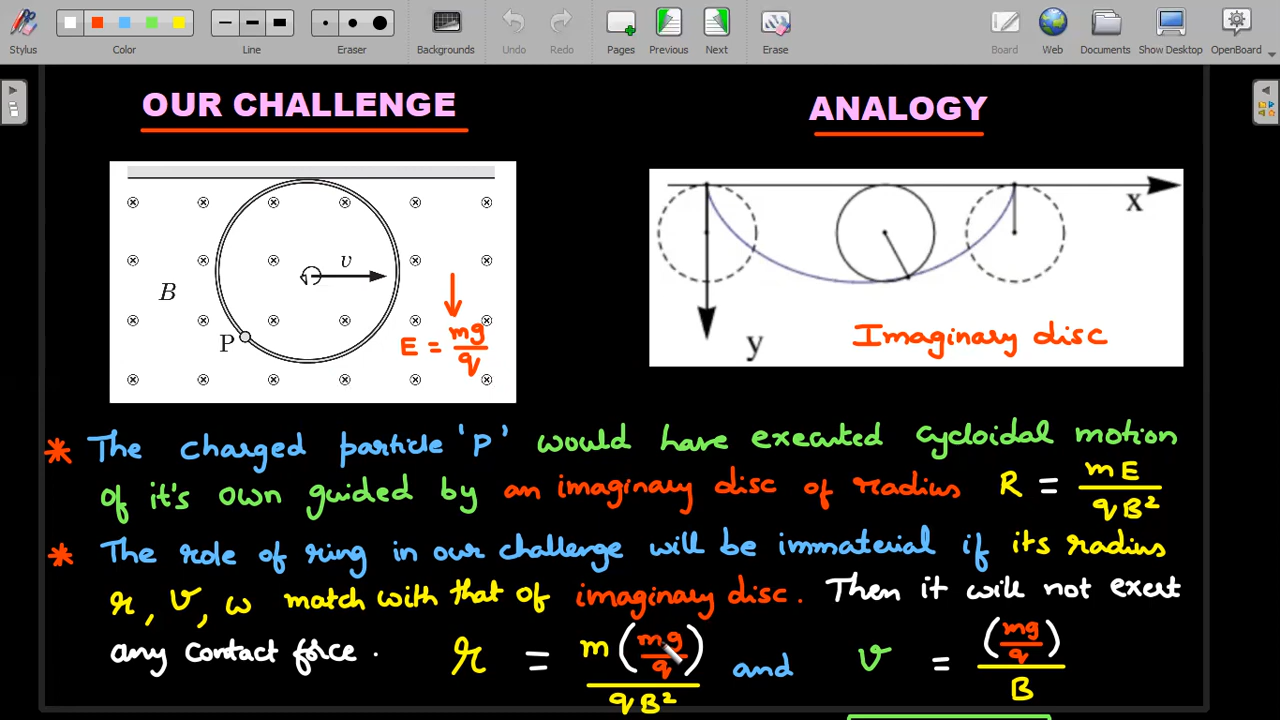 Stylus Color Line Eraser Backgrounds Undo Redo Pages Previous Next Erase Board Web Documents Show Desktop OpenBoard
OUR CHALLENGE
ANALOGY
B
v
P
E = mg/q
x
y
Imaginary disc
* The charged particle 'P' would have executed cycloidal motion
of it's own guided by an imaginary disc of radius R = mE/qB²
* The role of ring in our challenge will be immaterial if its radius
r, v, ω match with that of imaginary disc. Then it will not exert
any contact force. r = m(mg/q)/qB² and v = (mg/q)/B